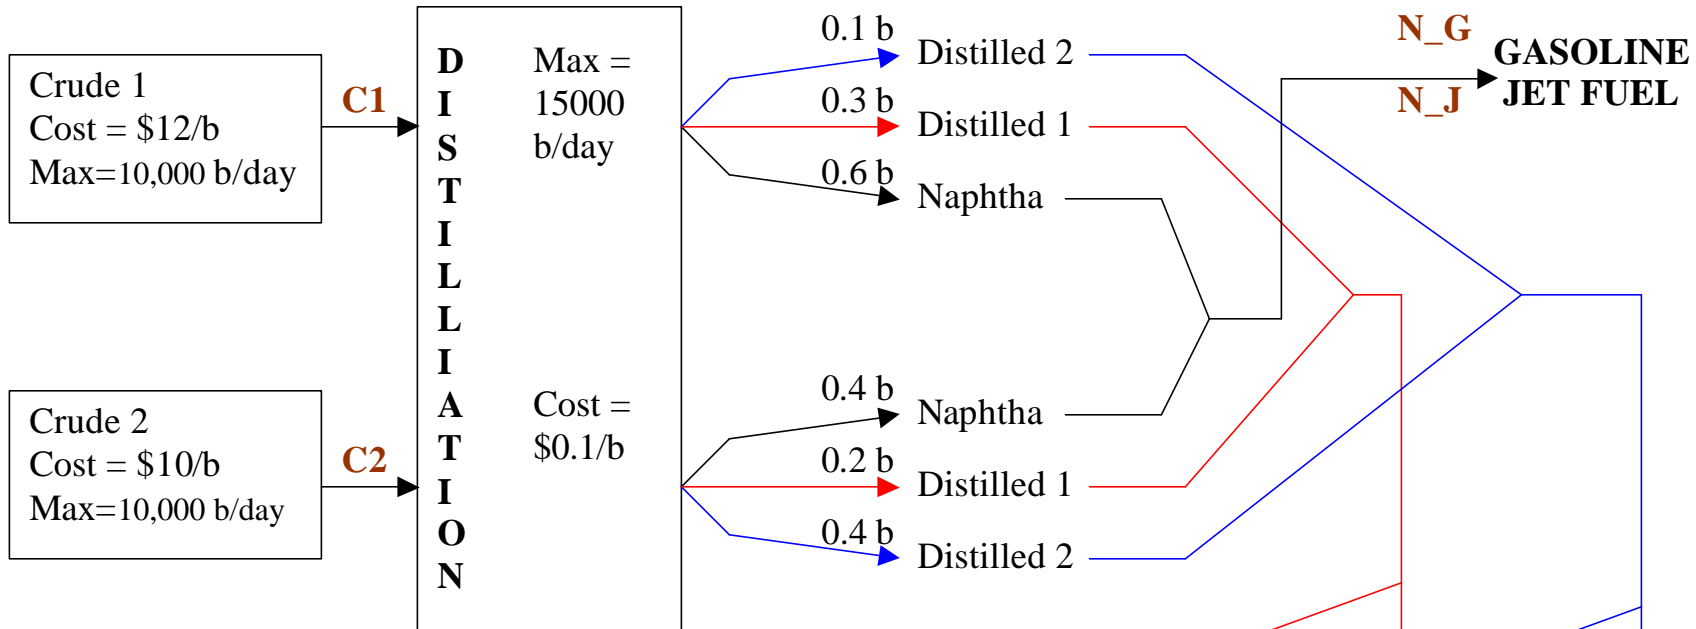 Crude 1
Cost = $12/b
Max=10,000 b/day
C1
Crude 2
Cost = $10/b
Max=10,000 b/day
C2
D
I
S
T
I
L
L
I
A
T
I
O
N
Max =
15000
b/day
Cost =
$0.1/b
0.1 b
Distilled 2
0.3 b
Distilled 1
0.6 b
Naphtha
0.4 b
Naphtha
0.2 b
Distilled 1
0.4 b
Distilled 2
N_G
N_J
GASOLINE
JET FUEL